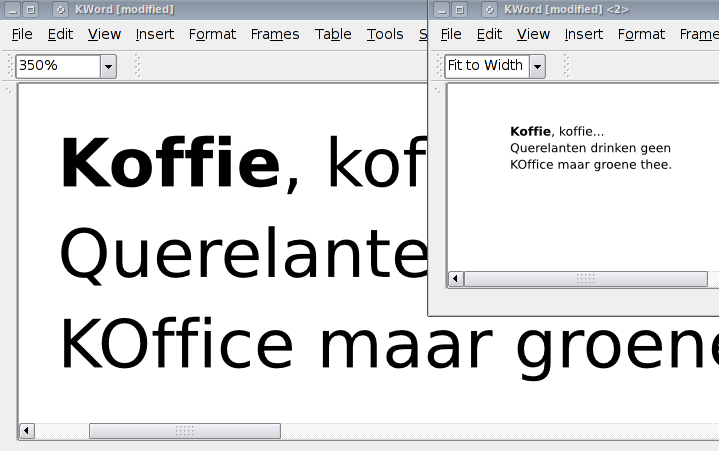 KWord [modified]
File Edit View Insert Format Frames Table Tools
350%
Koffie, kof
Querelante
KOffice maar groene
KWord [modified] <2>
File Edit View Insert Format Frame
Fit to Width
Koffie, koffie...
Querelanten drinken geen
KOffice maar groene thee.